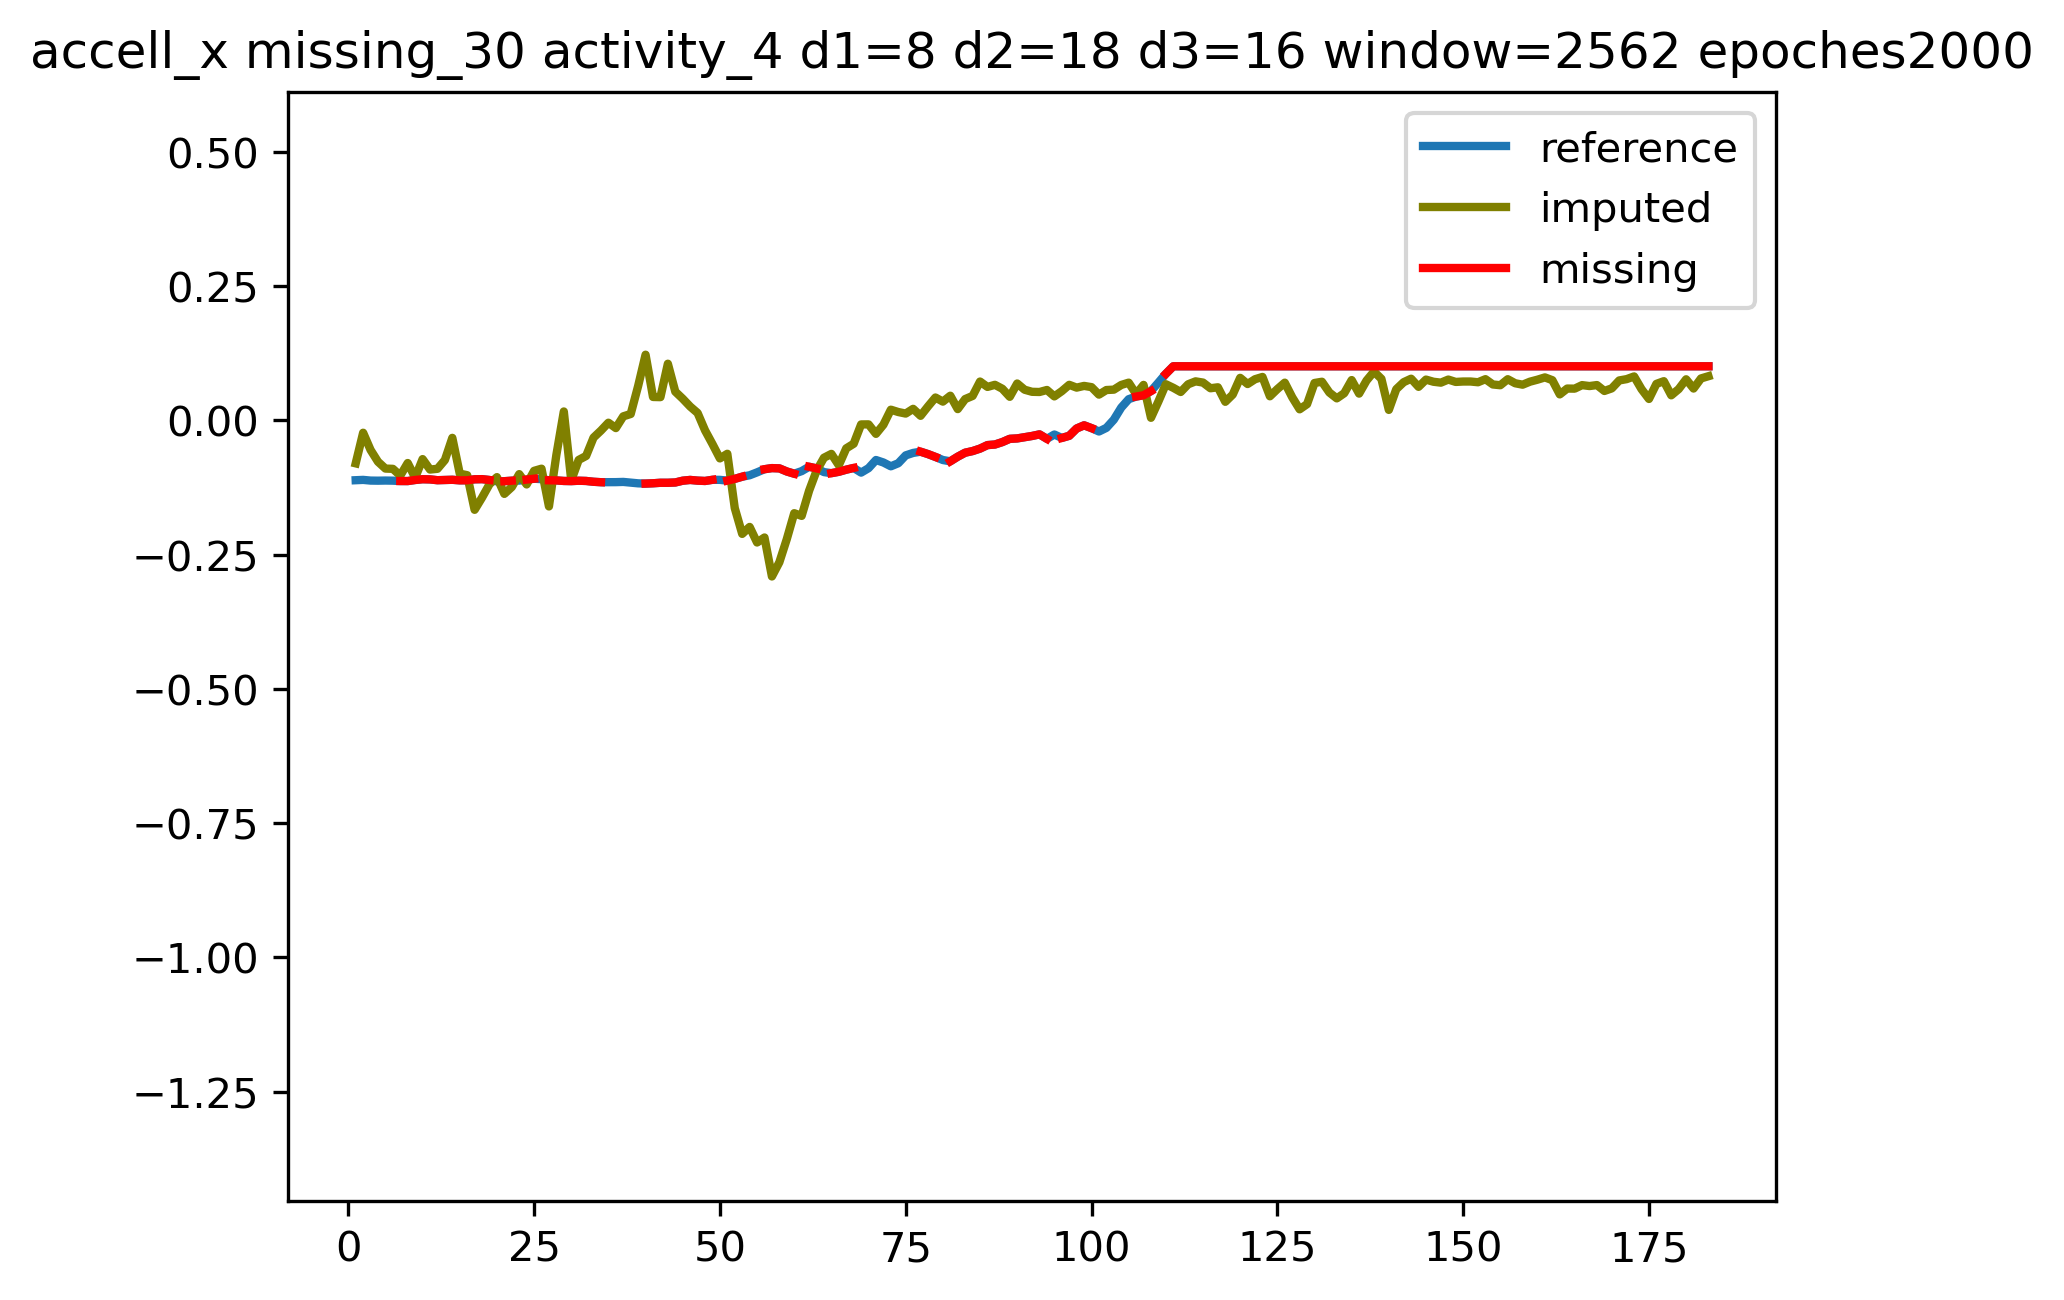 accell_x missing_30 activity_4 d1=8 d2=18 d3=16 window=2562 epoches2000
reference
imputed
missing
0.50
0.25
0.00
−0.25
−0.50
−0.75
−1.00
−1.25
0 25 50 75 100 125 150 175